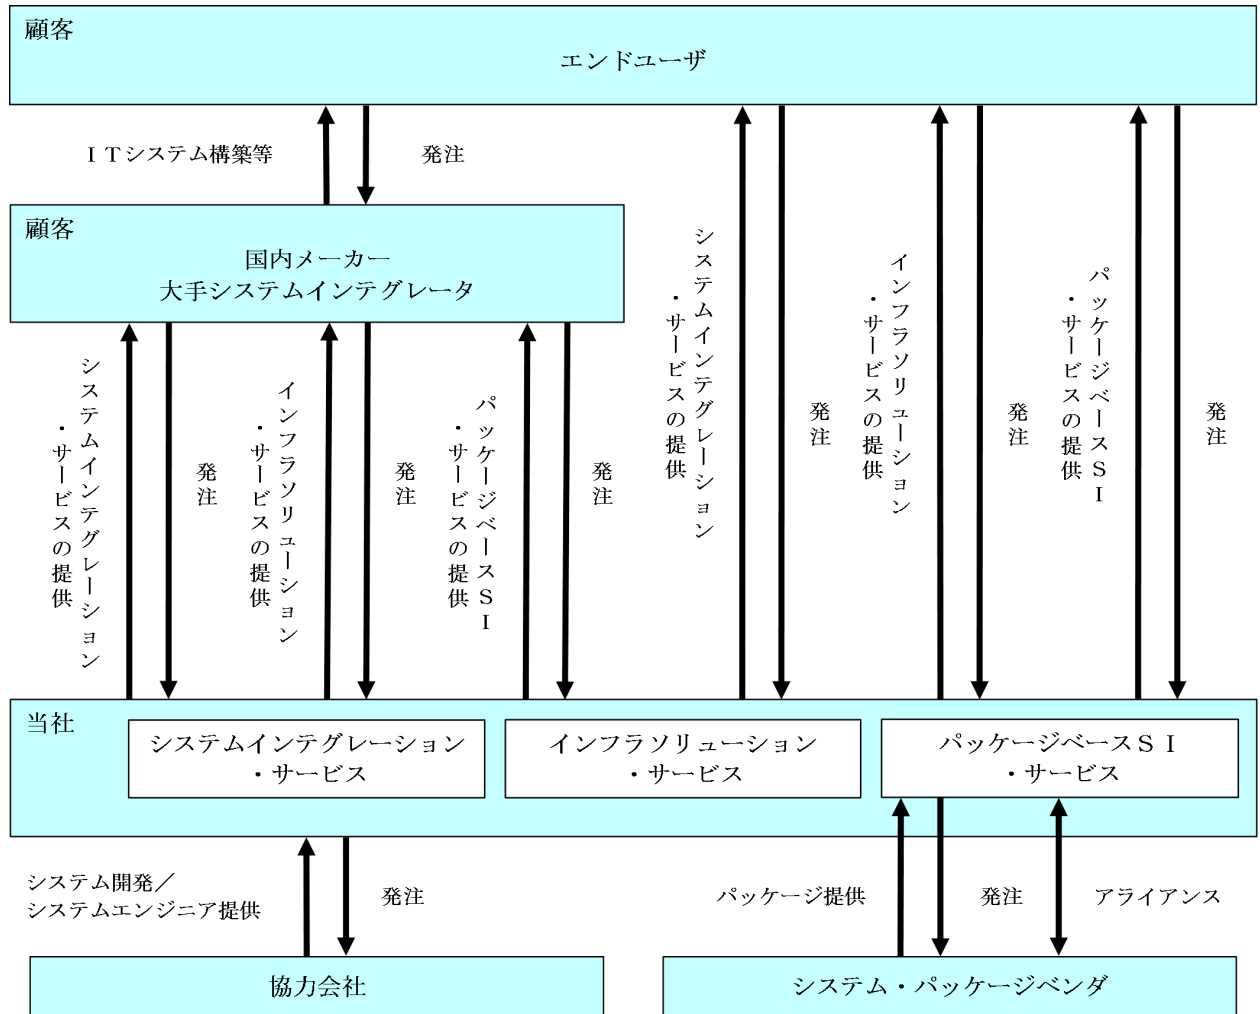 顧客
エンドユーザ
ＩＴシステム構築等
発注
顧客
国内メーカー
大手システムインテグレータ
システムインテグレーション
・サービスの提供
発注
インフラソリューション
・サービスの提供
発注
パッケージベースＳＩ
・サービスの提供
発注
システムインテグレーション
・サービスの提供
発注
インフラソリューション
・サービスの提供
発注
パッケージベースＳＩ
・サービスの提供
発注
当社
システムインテグレーション
・サービス
インフラソリューション
・サービス
パッケージベースＳＩ
・サービス
システム開発／
システムエンジニア提供
発注
パッケージ提供
発注
アライアンス
協力会社
システム・パッケージベンダ